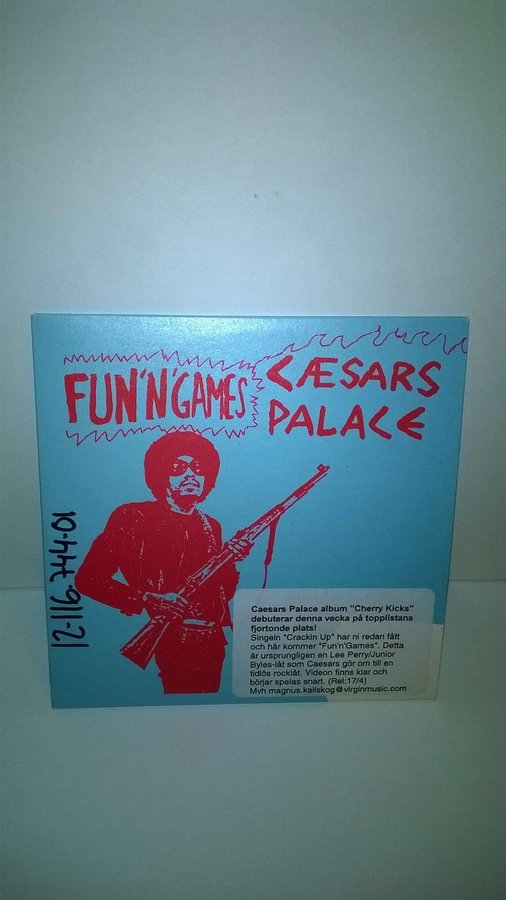 FUN'N'GAMES
CÆSARS
PALACE
12-116.744-01
Caesars Palace album "Cherry Kicks"
debuterar denna vecka på topplistans
fjortonde plats!
Singeln "Crackin Up" har ni redan fått
och här kommer "Fun'n'Games". Detta
är ursprungligen en Lee Perry/Junior
Byles-låt som Caesars gör om till en
tidlös rocklåt. Videon finns klar och
börjar spelas snart. (Rel:17/4)
Mvh magnus.kallskog@virginmusic.com